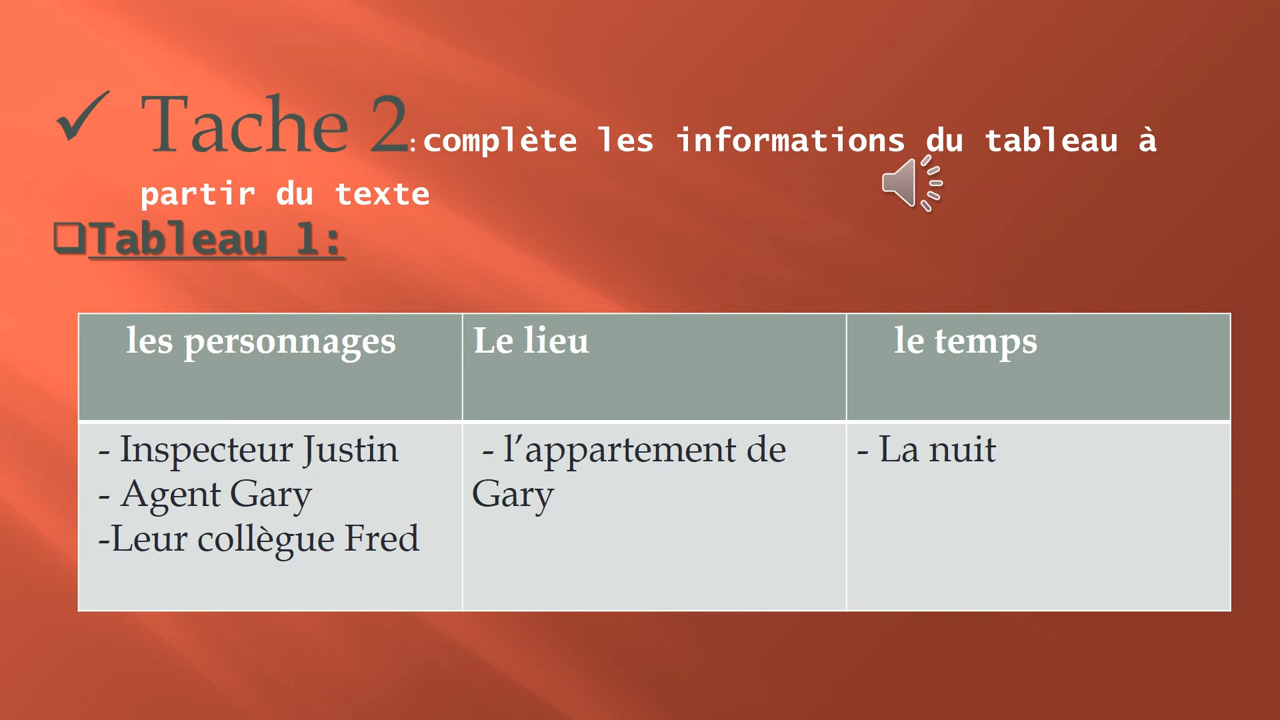 ✓ Tache 2: complète les informations du tableau à
partir du texte
❑Tableau 1:
les personnages Le lieu le temps
- Inspecteur Justin - l’appartement de - La nuit
- Agent Gary Gary
-Leur collègue Fred